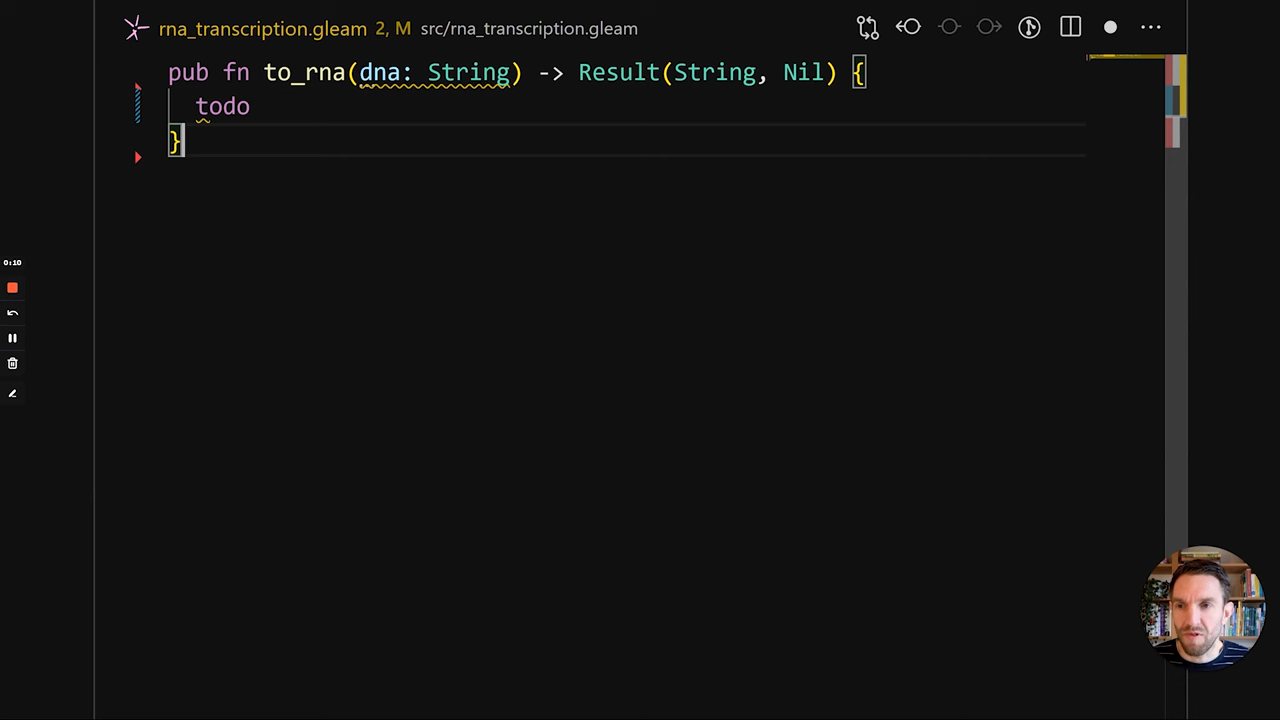 rna_transcription.gleam 2, M src/rna_transcription.gleam
pub fn to_rna(dna: String) -> Result(String, Nil) {
todo
}
0:10